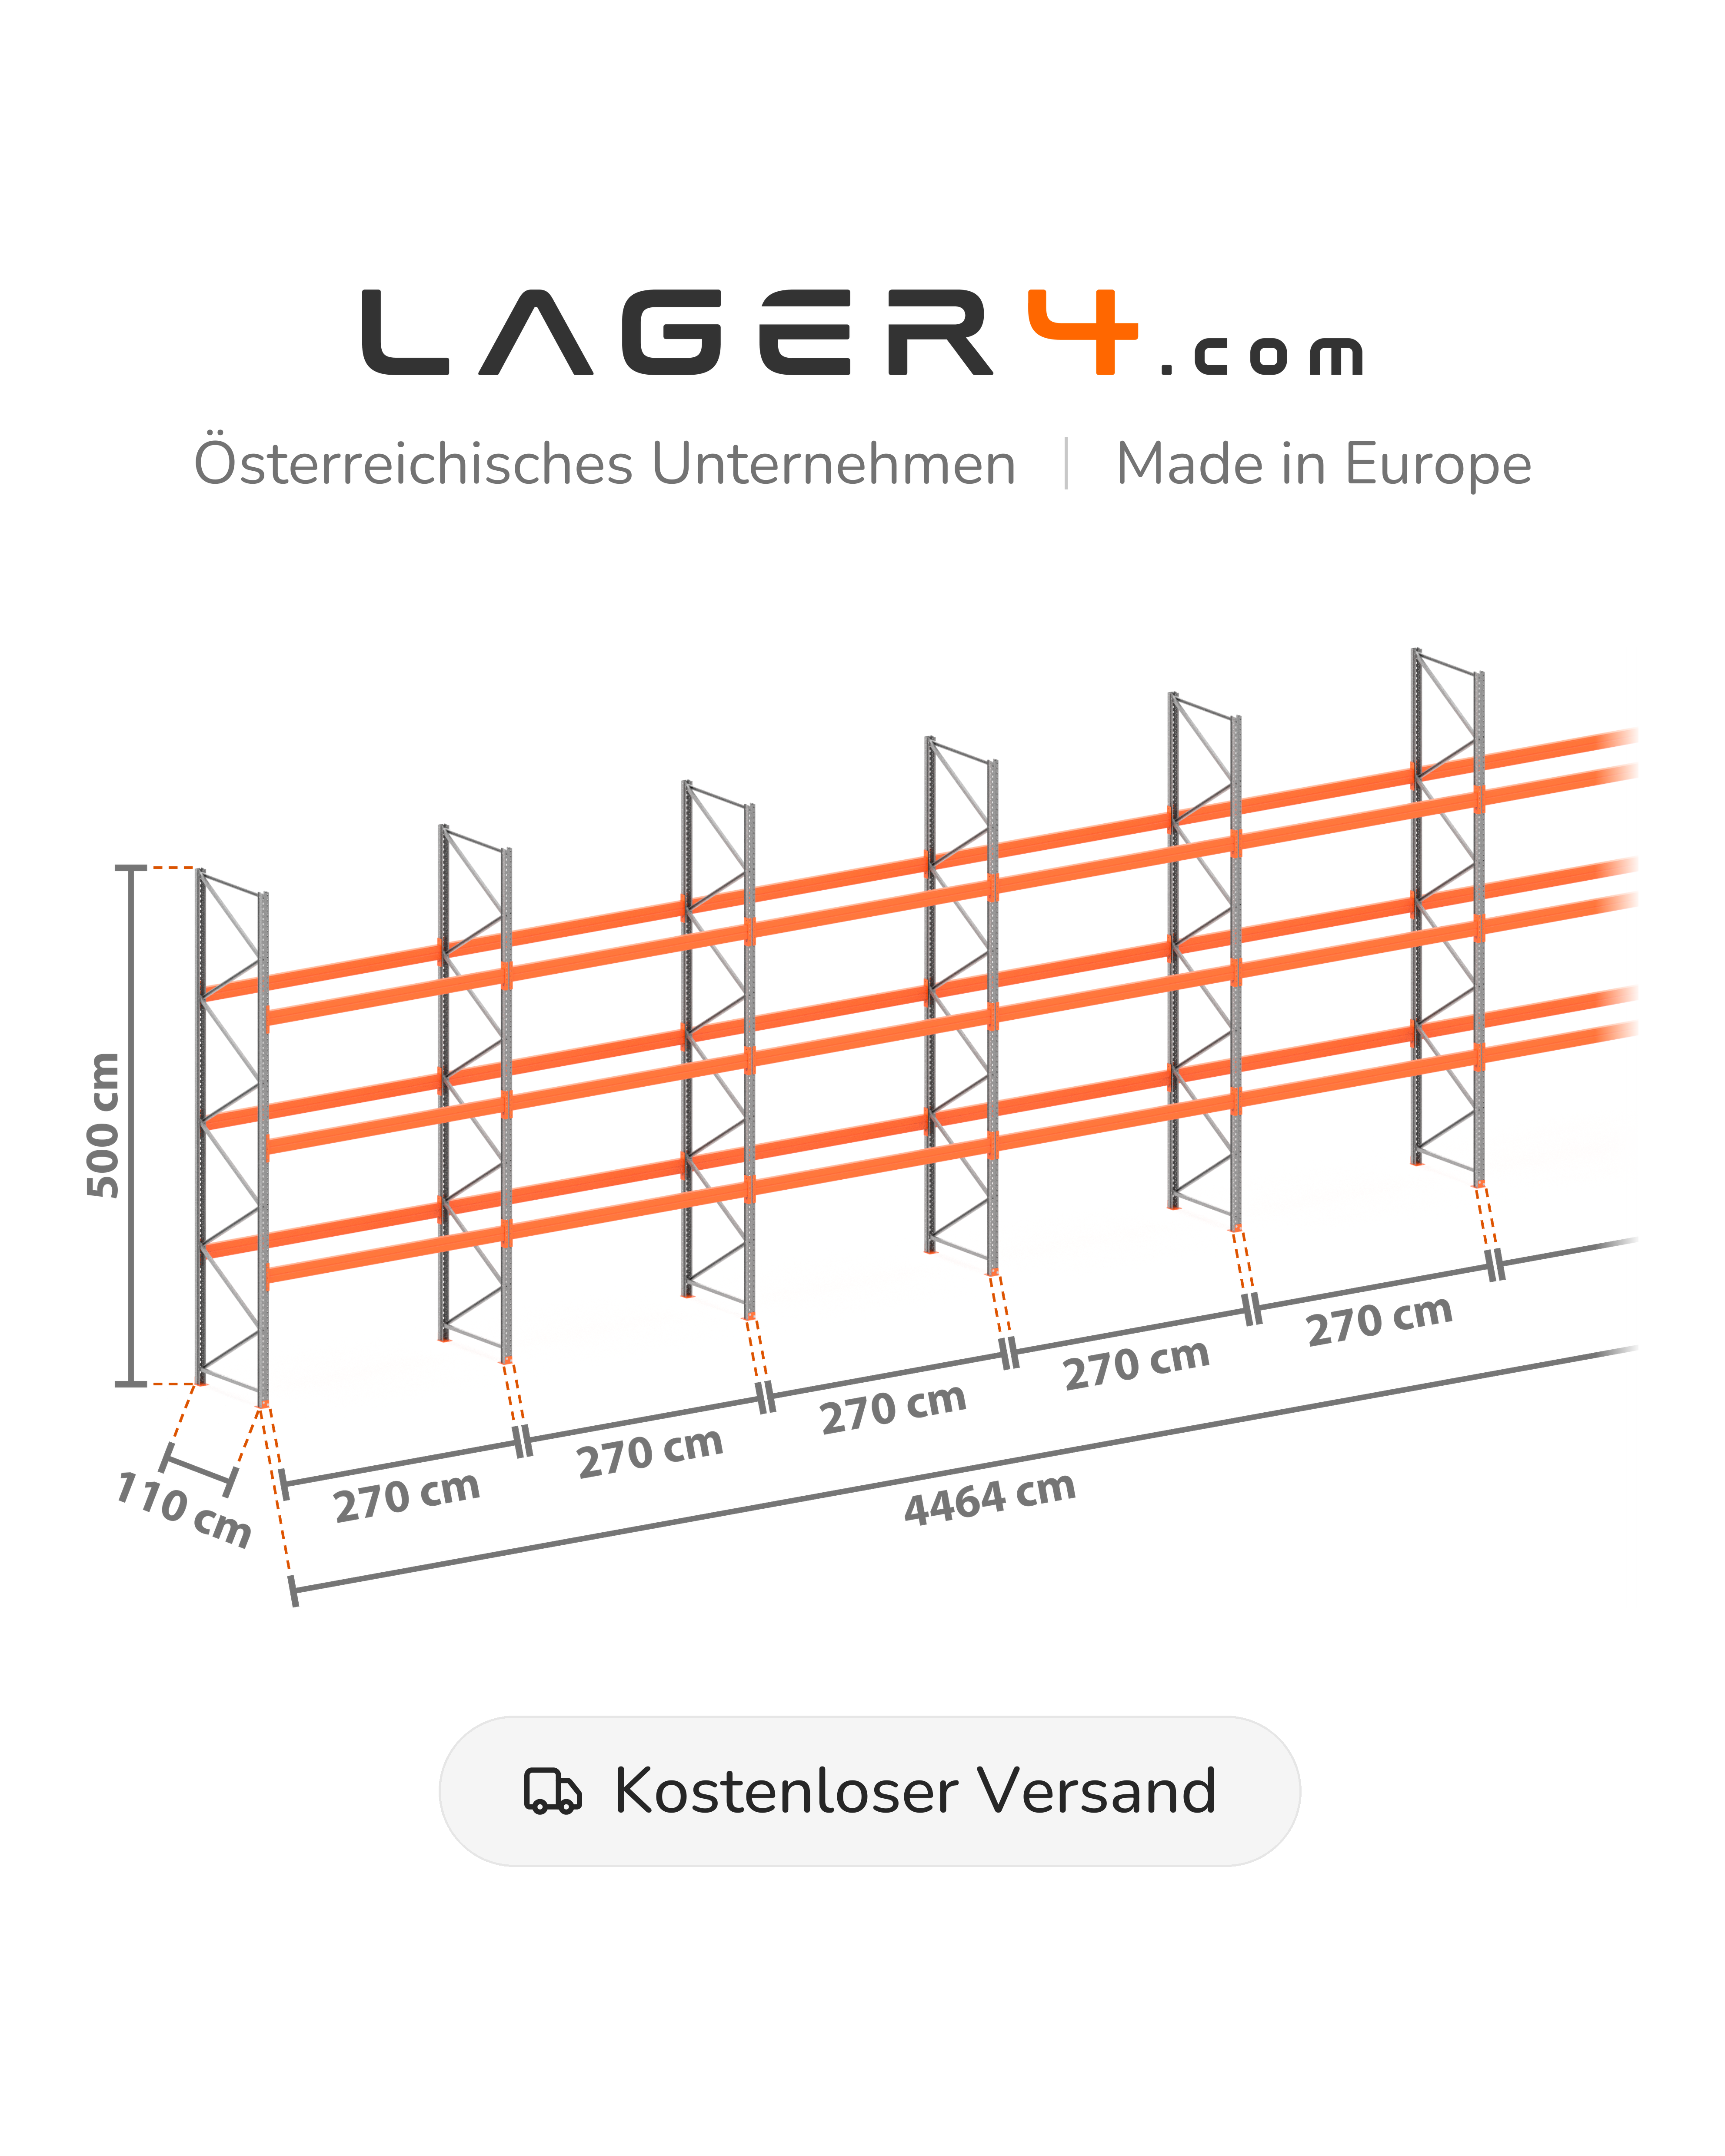 LAGER4.com
Österreichisches Unternehmen | Made in Europe
500 cm
110 cm
270 cm
270 cm
270 cm
270 cm
270 cm
4464 cm
Kostenloser Versand